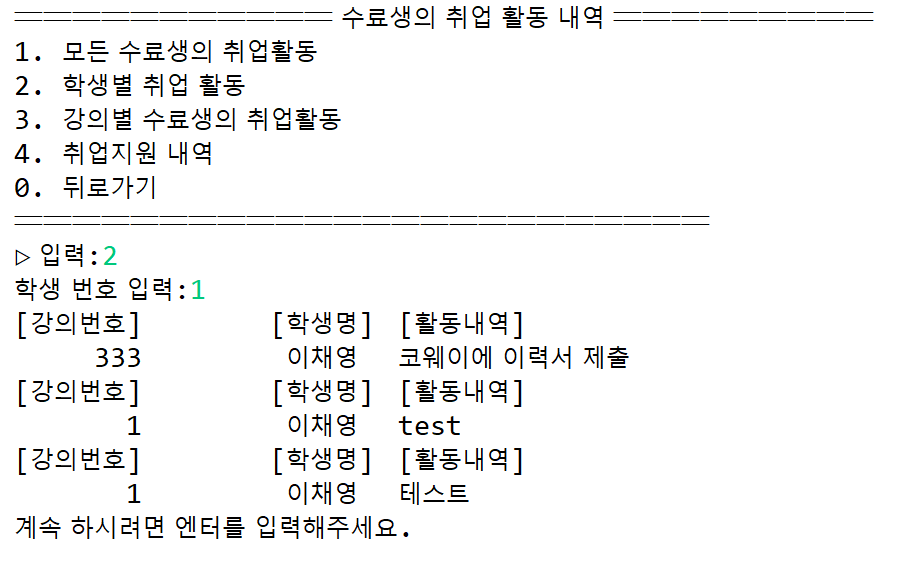 ═══════════════════════ 수료생의 취업 활동 내역 ═══════════════════
1. 모든 수료생의 취업활동
2. 학생별 취업 활동
3. 강의별 수료생의 취업활동
4. 취업지원 내역
0. 뒤로가기
══════════════════════════════════════════════════
▷ 입력:2
학생 번호 입력:1
[강의번호] [학생명] [활동내역]
333 이채영 코웨이에 이력서 제출
[강의번호] [학생명] [활동내역]
1 이채영 test
[강의번호] [학생명] [활동내역]
1 이채영 테스트
계속 하시려면 엔터를 입력해주세요.